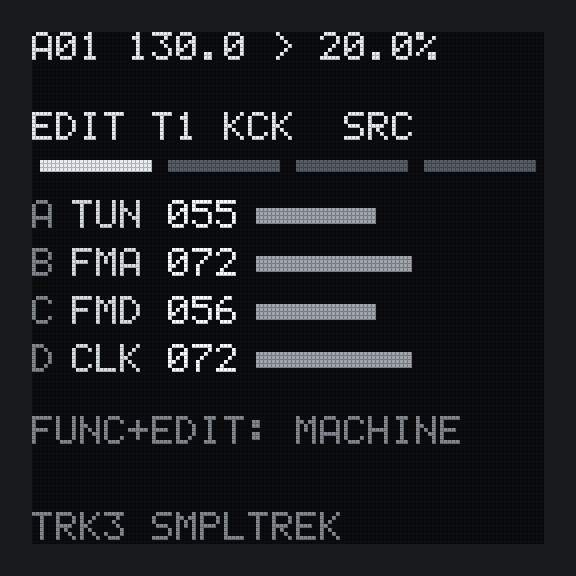 A01 130.0 > 20.0%
EDIT T1 KCK SRC
A TUN 055
B FMA 072
C FMD 056
D CLK 072
FUNC+EDIT: MACHINE
TRK3 SMPLTREK